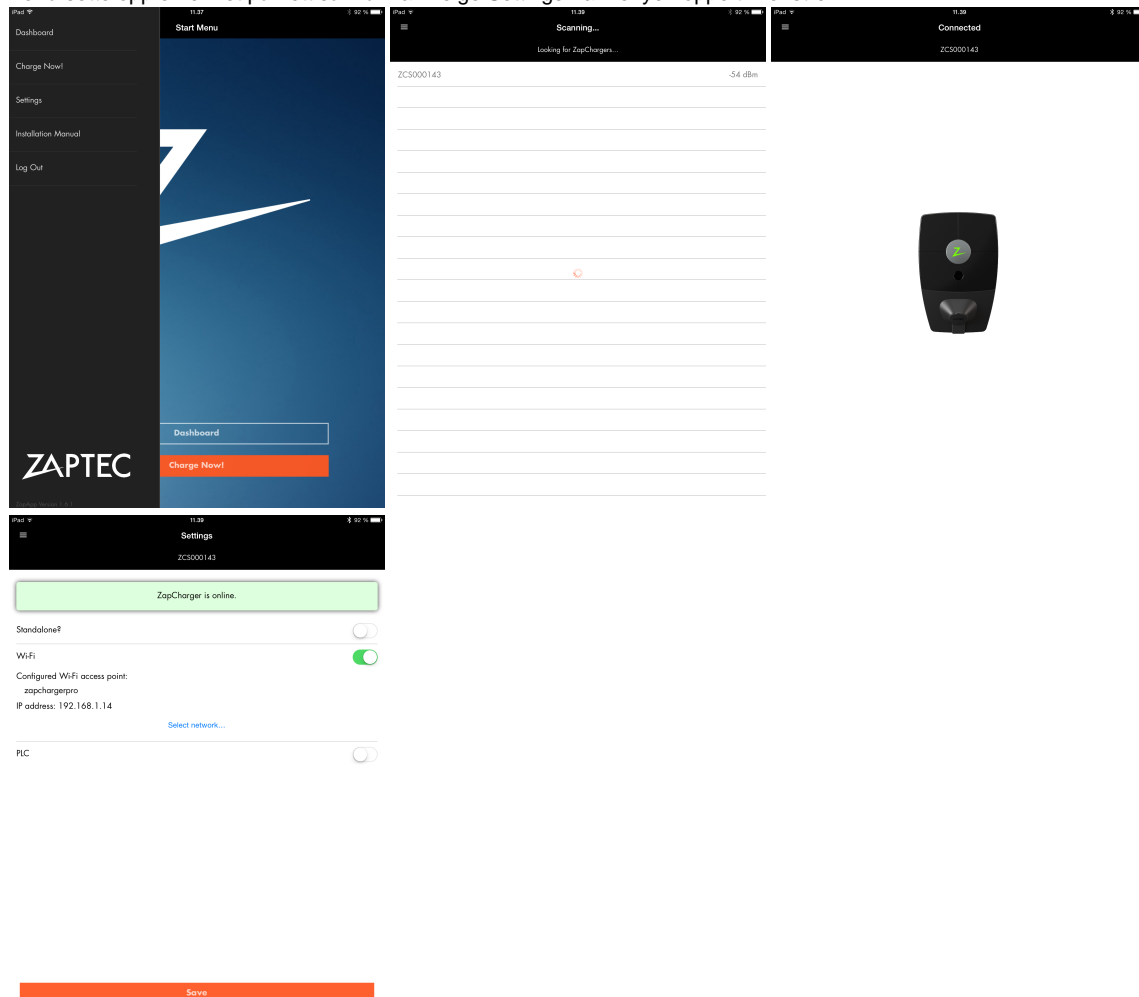 iPad 11.37
Start Menu
Dashboard
Charge Now!
Settings
Installation Manual
Log Out
ZAPTEC
Dashboard
Charge Now!
iPad 11.39 92 %
Scanning...
Looking for ZapChargers...
ZCS000143 -54 dBm
iPad 11.39 92 %
Connected
ZCS000143
Z
iPad 11.39 92 %
Settings
ZCS000143
ZapCharger is online.
Standalone?
Wi-Fi
Configured Wi-Fi access point:
zapchargerpro
IP address: 192.168.1.14
Select network...
PLC
Save